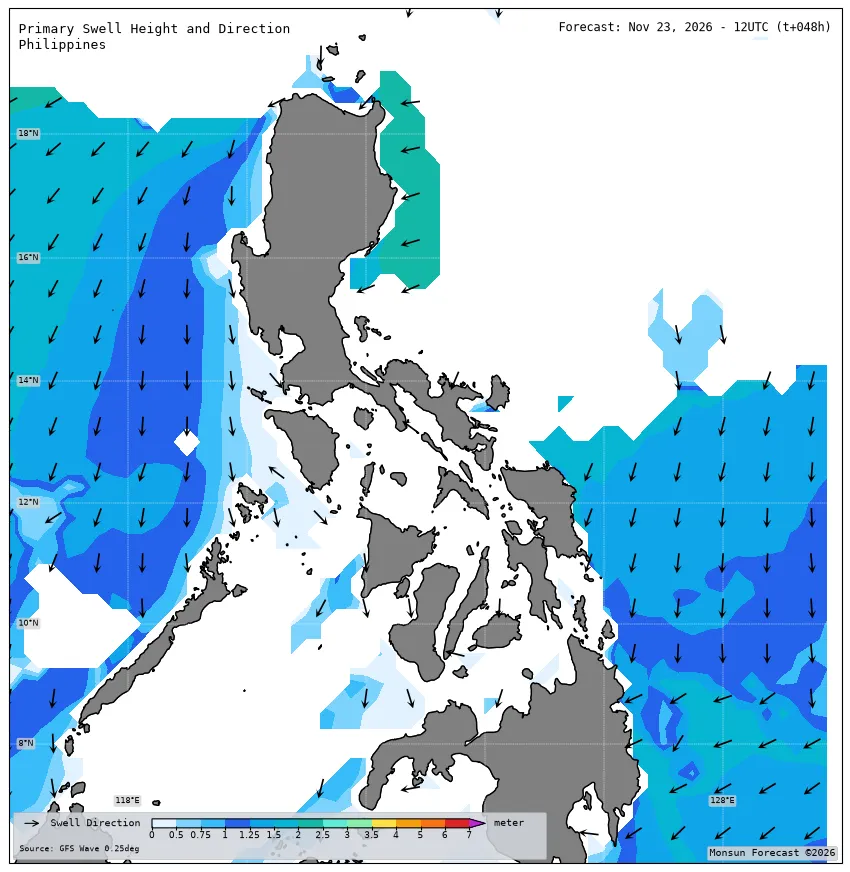 Primary Swell Height and Direction
Philippines
Forecast: Nov 23, 2026 - 12UTC (t+048h)
18°N
16°N
14°N
12°N
10°N
8°N
118°E
128°E
Swell Direction
0 0.5 0.75 1 1.25 1.5 2 2.5 3 3.5 4 5 6 7
meter
Source: GFS Wave 0.25deg
Monsun Forecast ©2026